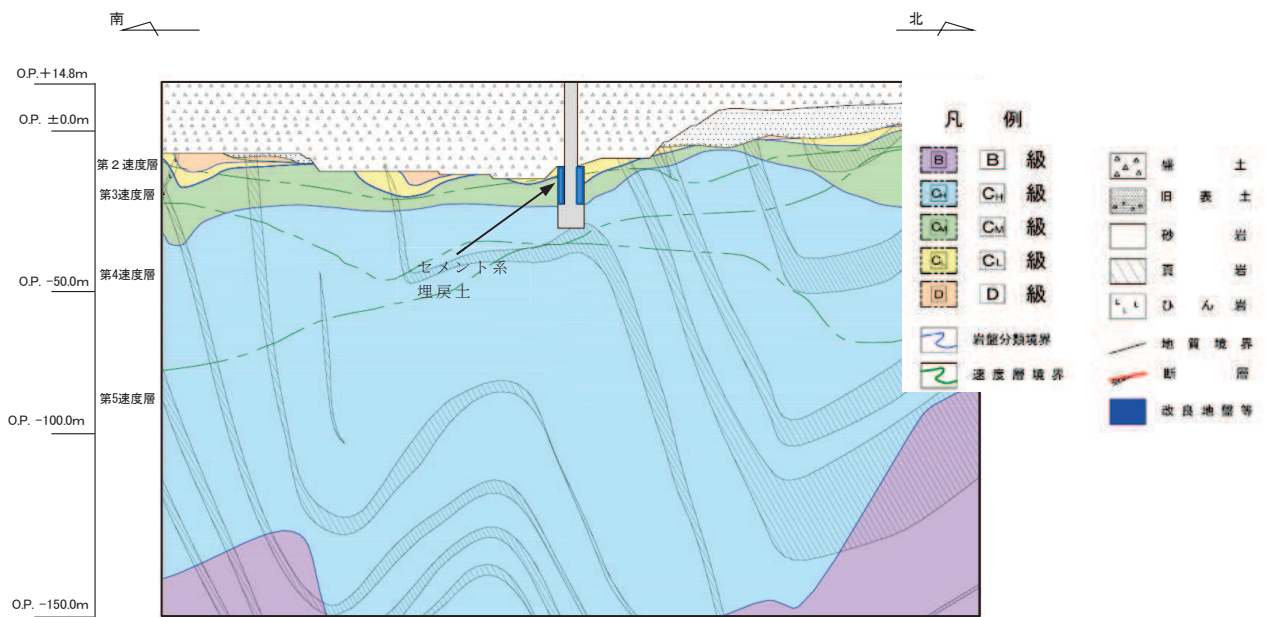 南
北
O.P.+14.8m
O.P. ±0.0m
第2速度層
第3速度層
第4速度層
O.P. -50.0m
第5速度層
O.P. -100.0m
O.P. -150.0m
セメント系
埋戻土
凡 例
B B 級
CH CH 級
CM CM 級
CL CL 級
D D 級
岩盤分類境界
速度層境界
盛土
旧表土
砂岩
頁岩
ひん岩
地質境界
断層
改良地盤等